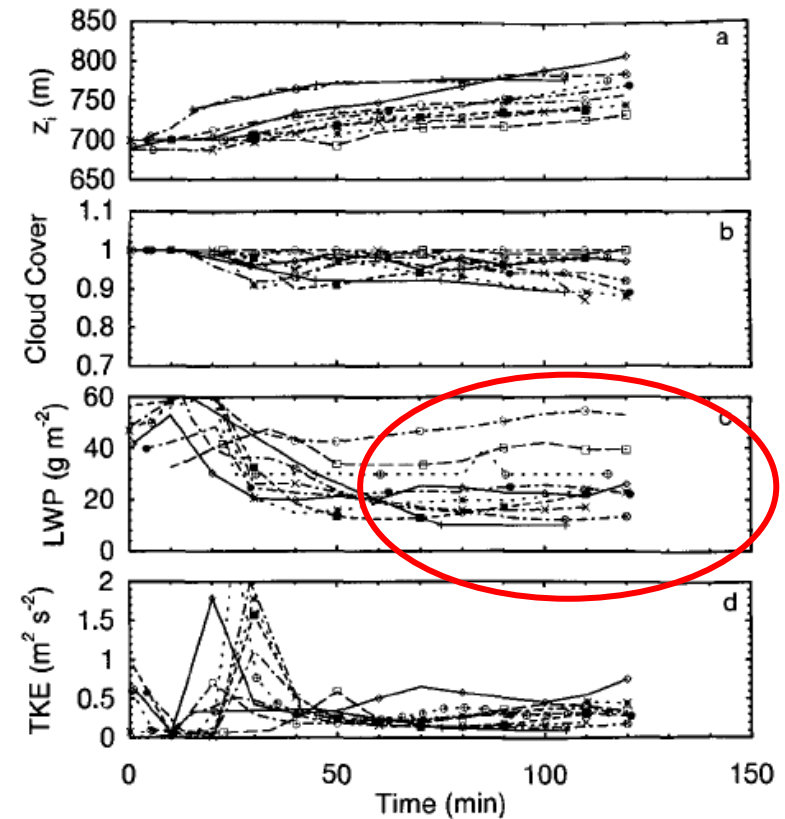 850
800
750
700
650
z_i (m)
a
1.1
1
0.9
0.8
0.7
Cloud Cover
b
60
40
20
0
LWP (g m⁻²)
c
2
1.5
1
0.5
0
TKE (m² s⁻²)
d
0 50 100 150
Time (min)